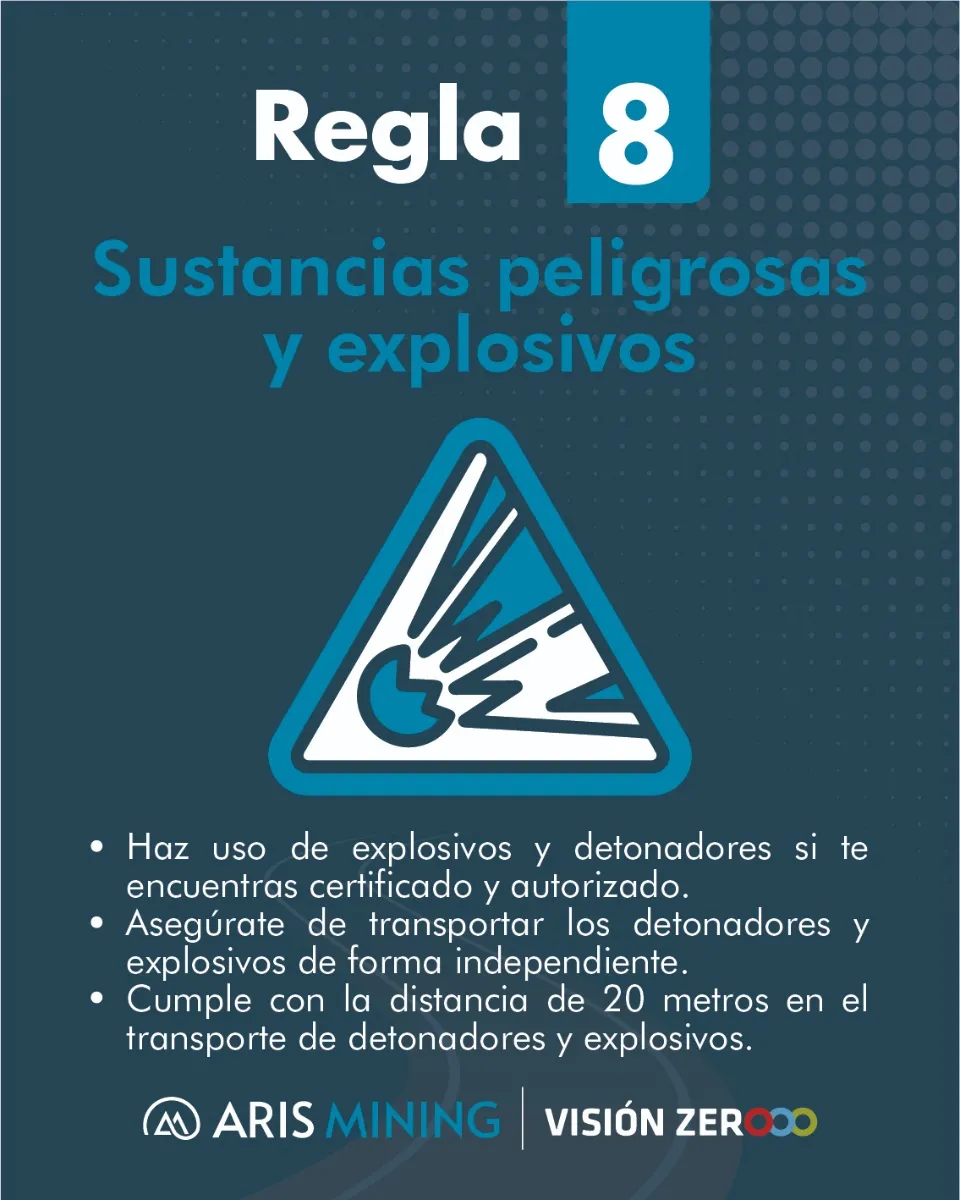 Regla 8
Sustancias peligrosas
y explosivos
• Haz uso de explosivos y detonadores si te
encuentras certificado y autorizado.
• Asegúrate de transportar los detonadores y
explosivos de forma independiente.
• Cumple con la distancia de 20 metros en el
transporte de detonadores y explosivos.
ARIS MINING | VISIÓN ZEROOO